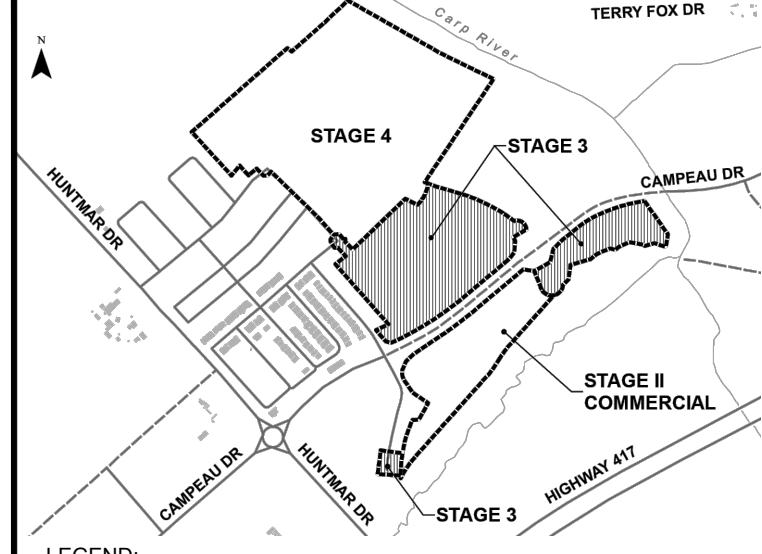 TERRY FOX DR
Carp River
N
STAGE 4
STAGE 3
CAMPEAU DR
HUNTMAR DR
STAGE II
COMMERCIAL
CAMPEAU DR
HUNTMAR DR
HIGHWAY 417
STAGE 3
LEGEND: